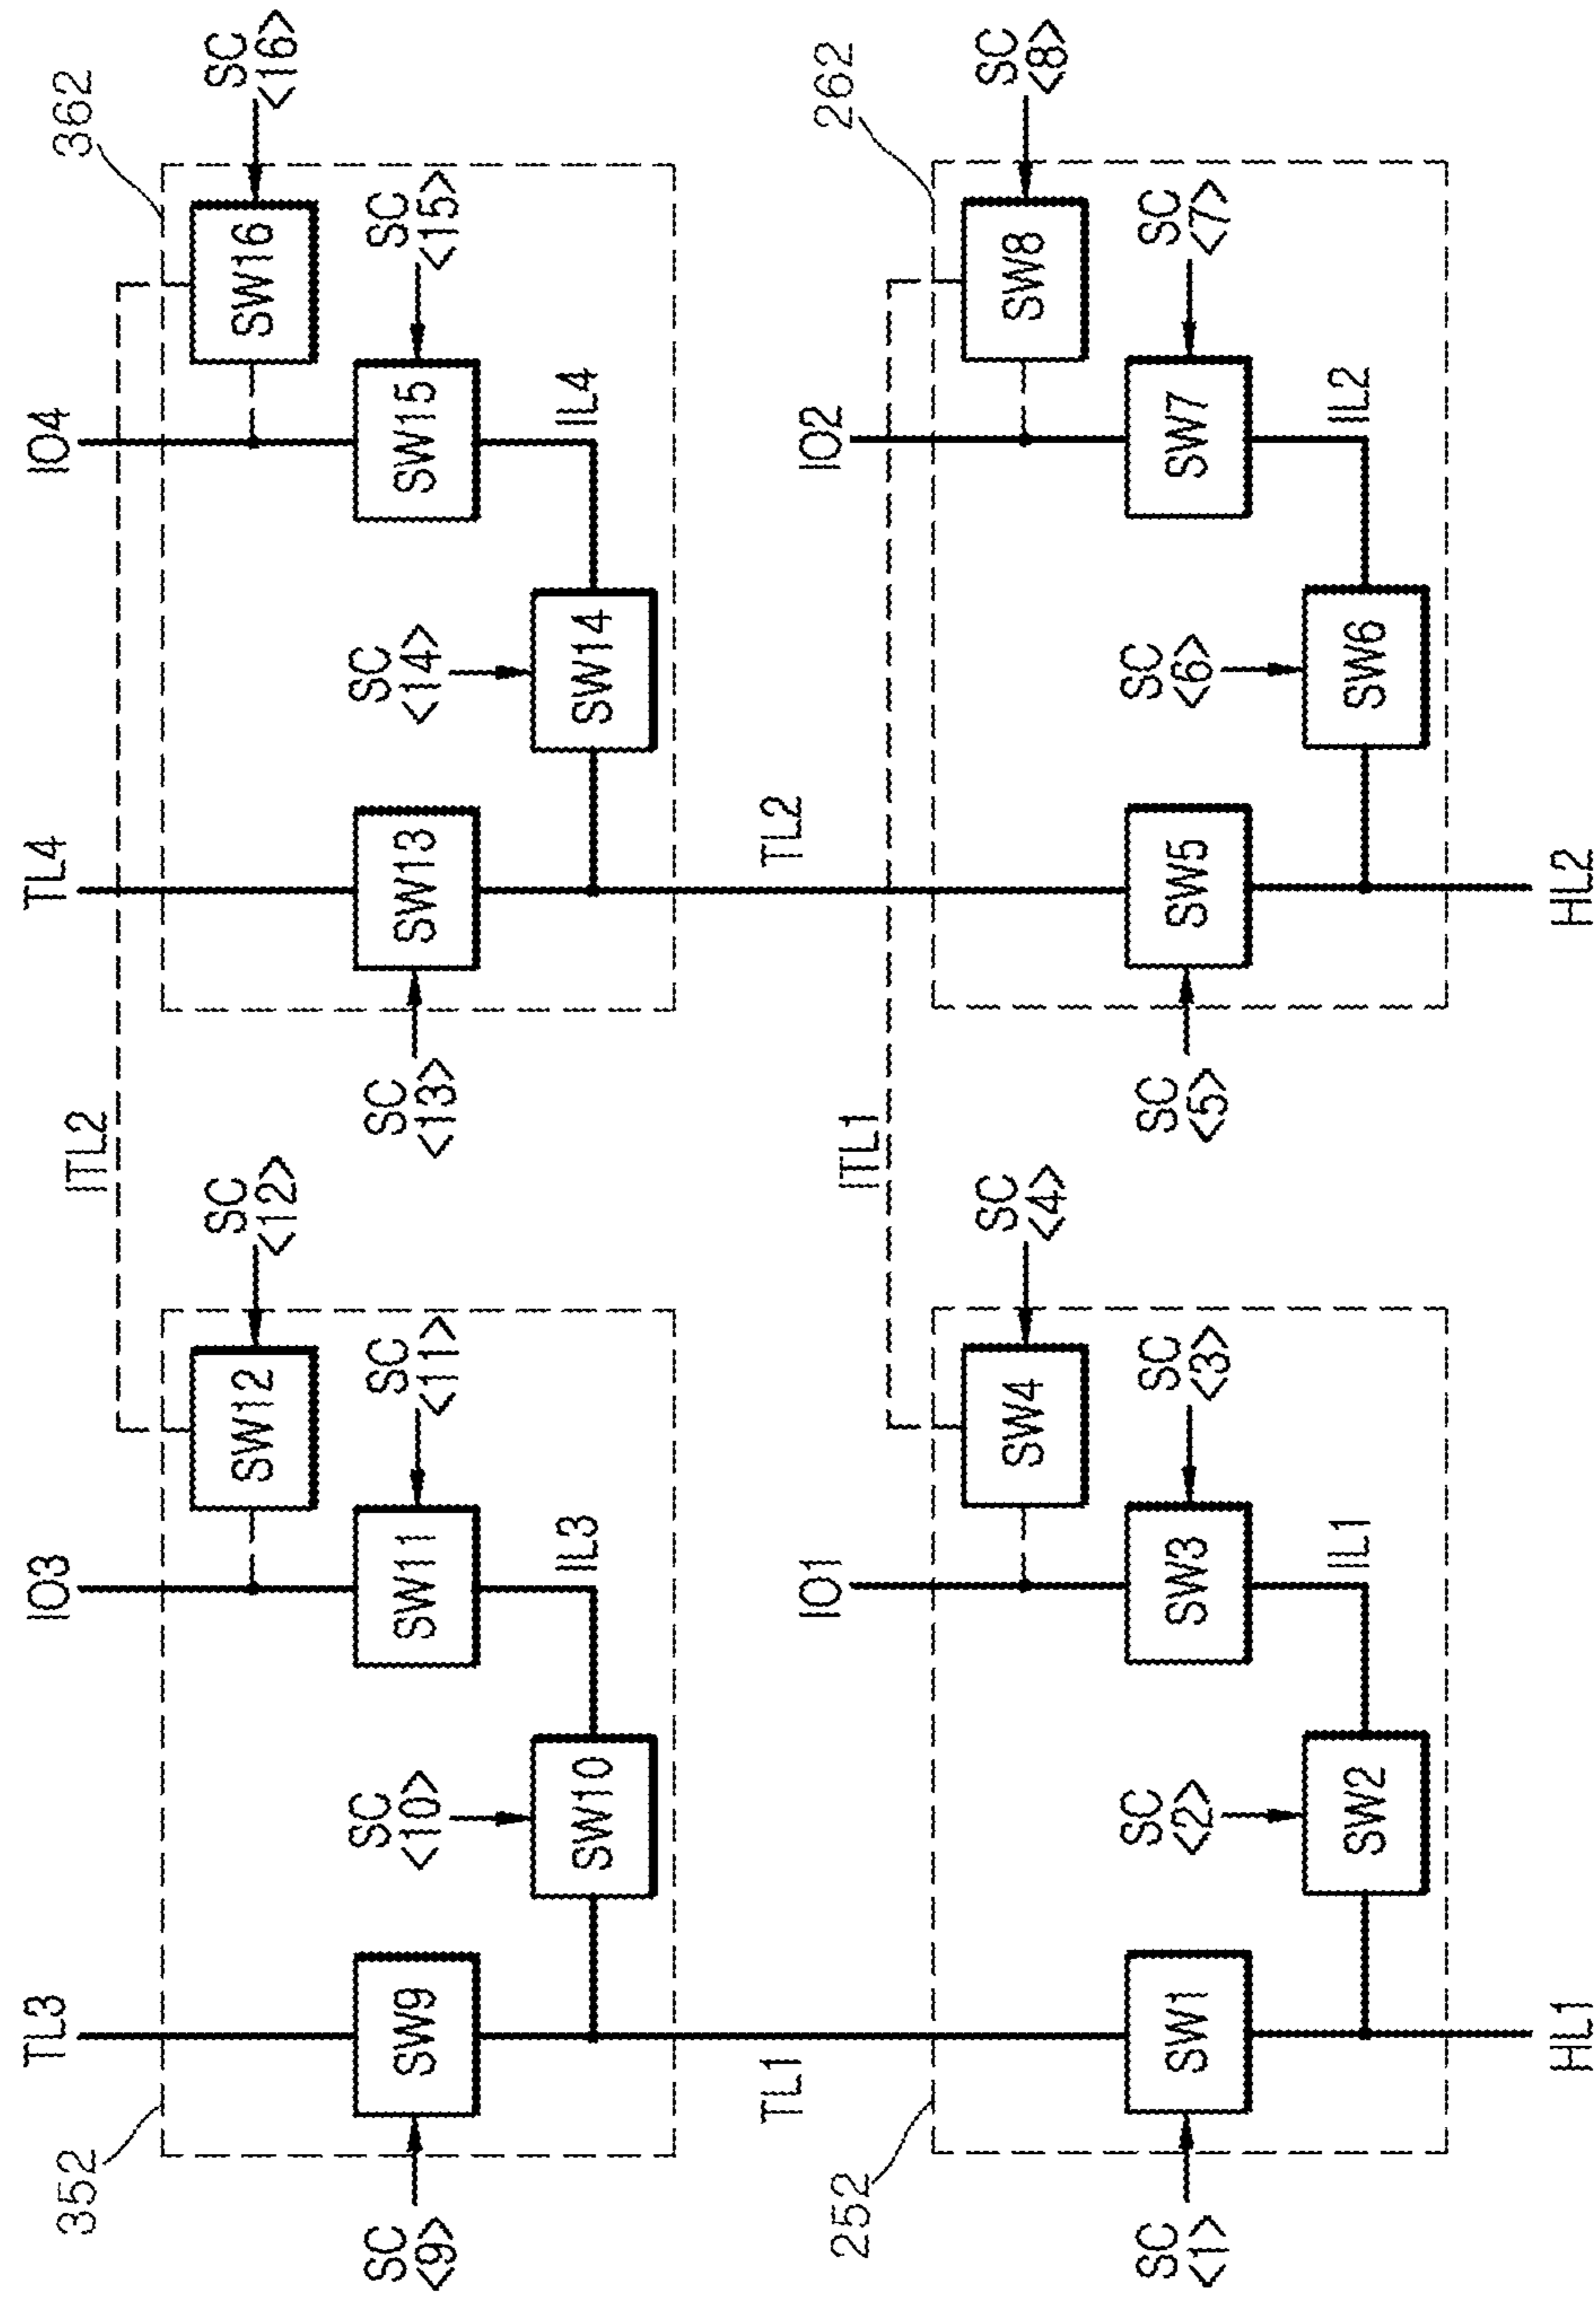 352
TL3
IO3
ITL2
TL4
IO4
362
SC
<9>
SW9
SC
<10>
SW10
SW11
SC
<11>
SW12
SC
<12>
IL3
SC
<13>
SW13
SC
<14>
SW14
SW15
SC
<15>
SW16
SC
<16>
IL4
252
TL1
IO1
ITL1
TL2
IO2
262
SC
<1>
SW1
SC
<2>
SW2
SW3
SC
<3>
SW4
SC
<4>
IL1
SC
<5>
SW5
SC
<6>
SW6
SW7
SC
<7>
SW8
SC
<8>
IL2
HL1
HL2